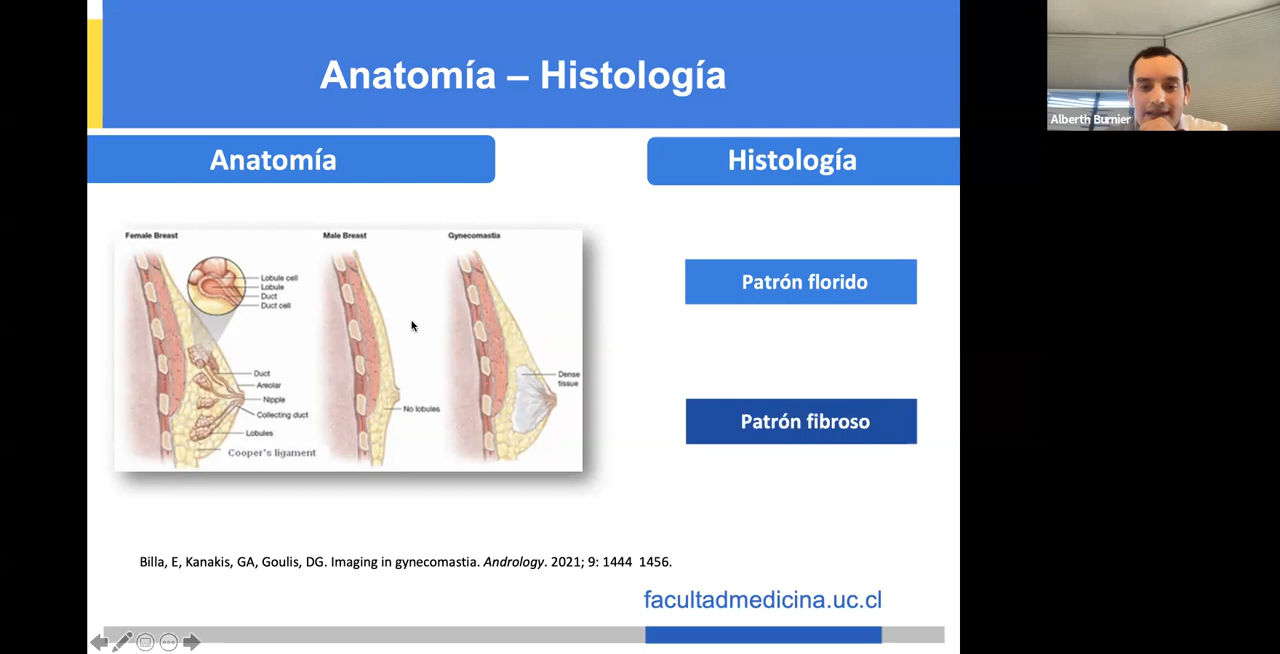 Anatomía – Histología
Alberth Burnier
Anatomía
Histología
Female Breast
Male Breast
Gynecomastia
Lobule cell
Lobule
Duct
Duct cell
Duct
Areolar
Nipple
Collecting duct
Lobules
Cooper's ligament
No lobules
Dense
tissue
Patrón florido
Patrón fibroso
Billa, E, Kanakis, GA, Goulis, DG. Imaging in gynecomastia. Andrology. 2021; 9: 1444 1456.
facultadmedicina.uc.cl